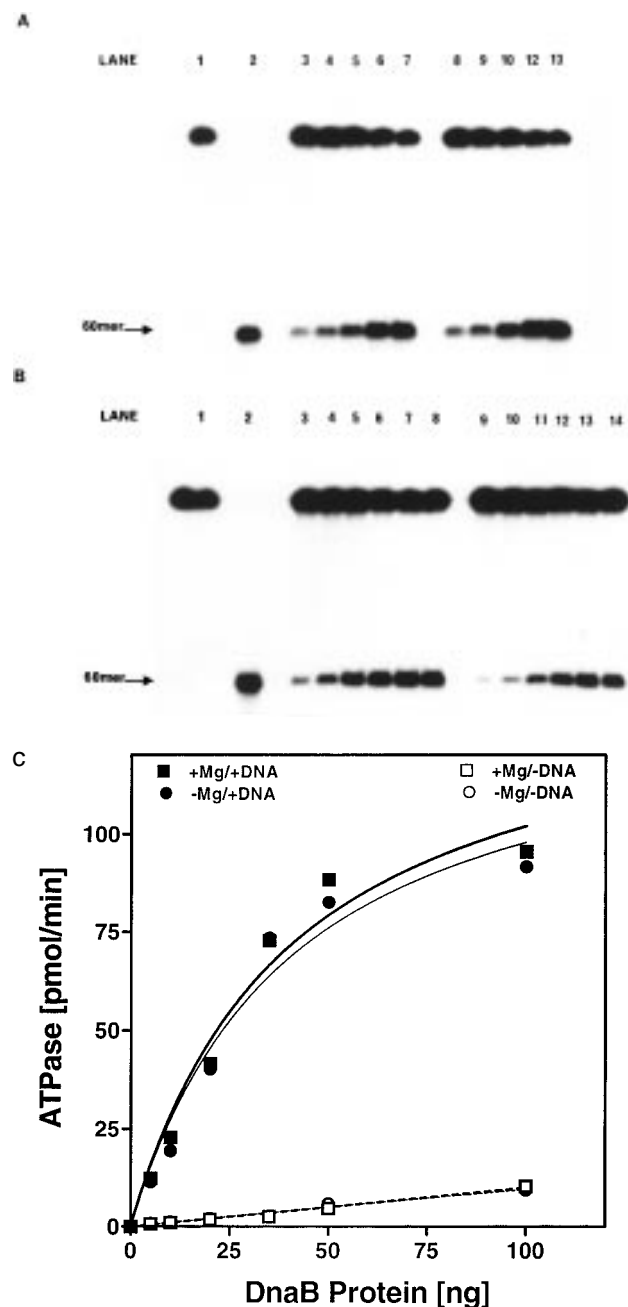 A
LANE 1 2 3 4 5 6 7 8 9 10 12 13
60mer
B
LANE 1 2 3 4 5 6 7 8 9 10 11 12 13 14
60mer
C
+Mg/+DNA +Mg/-DNA
-Mg/+DNA -Mg/-DNA
100
75
50
25
0
ATPase [pmol/min]
0 25 50 75 100
DnaB Protein [ng]